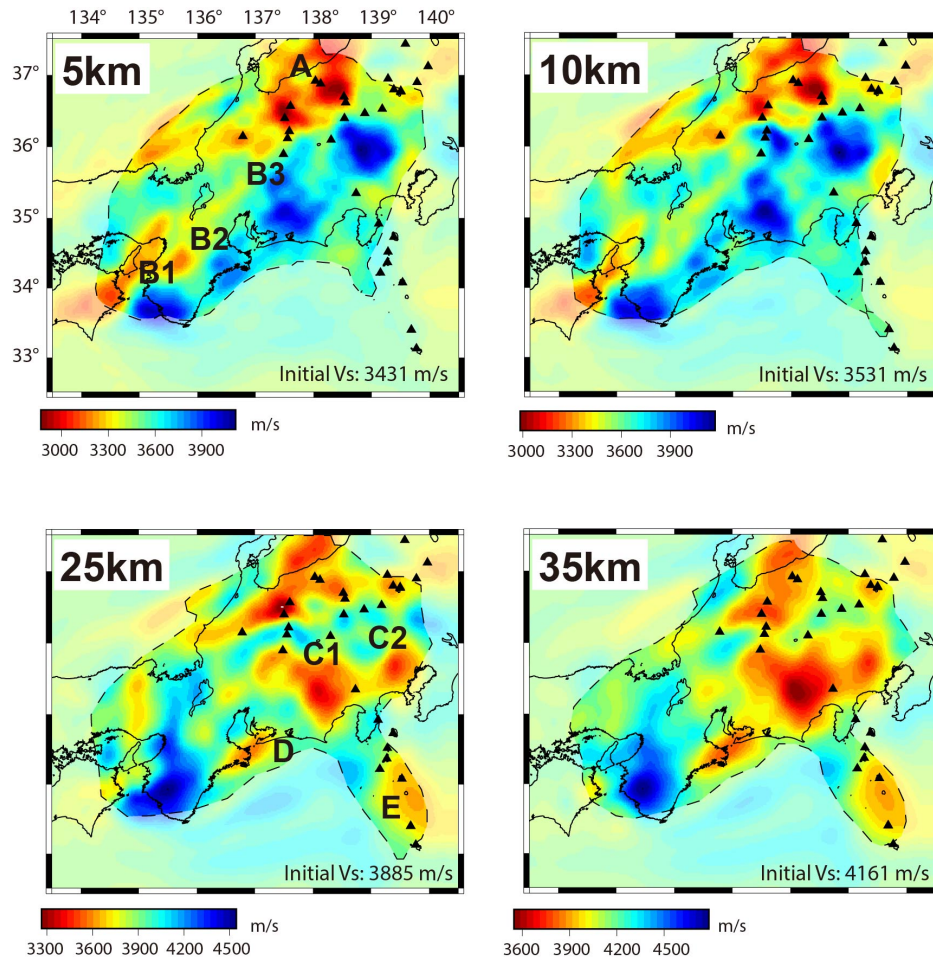 134° 135° 136° 137° 138° 139° 140°
5km
10km
37°
36°
35°
34°
33°
A
B3
B2
B1
Initial Vs: 3431 m/s
Initial Vs: 3531 m/s
m/s
3000 3300 3600 3900
m/s
3000 3300 3600 3900
25km
35km
C1
C2
D
E
Initial Vs: 3885 m/s
Initial Vs: 4161 m/s
m/s
3300 3600 3900 4200 4500
m/s
3600 3900 4200 4500